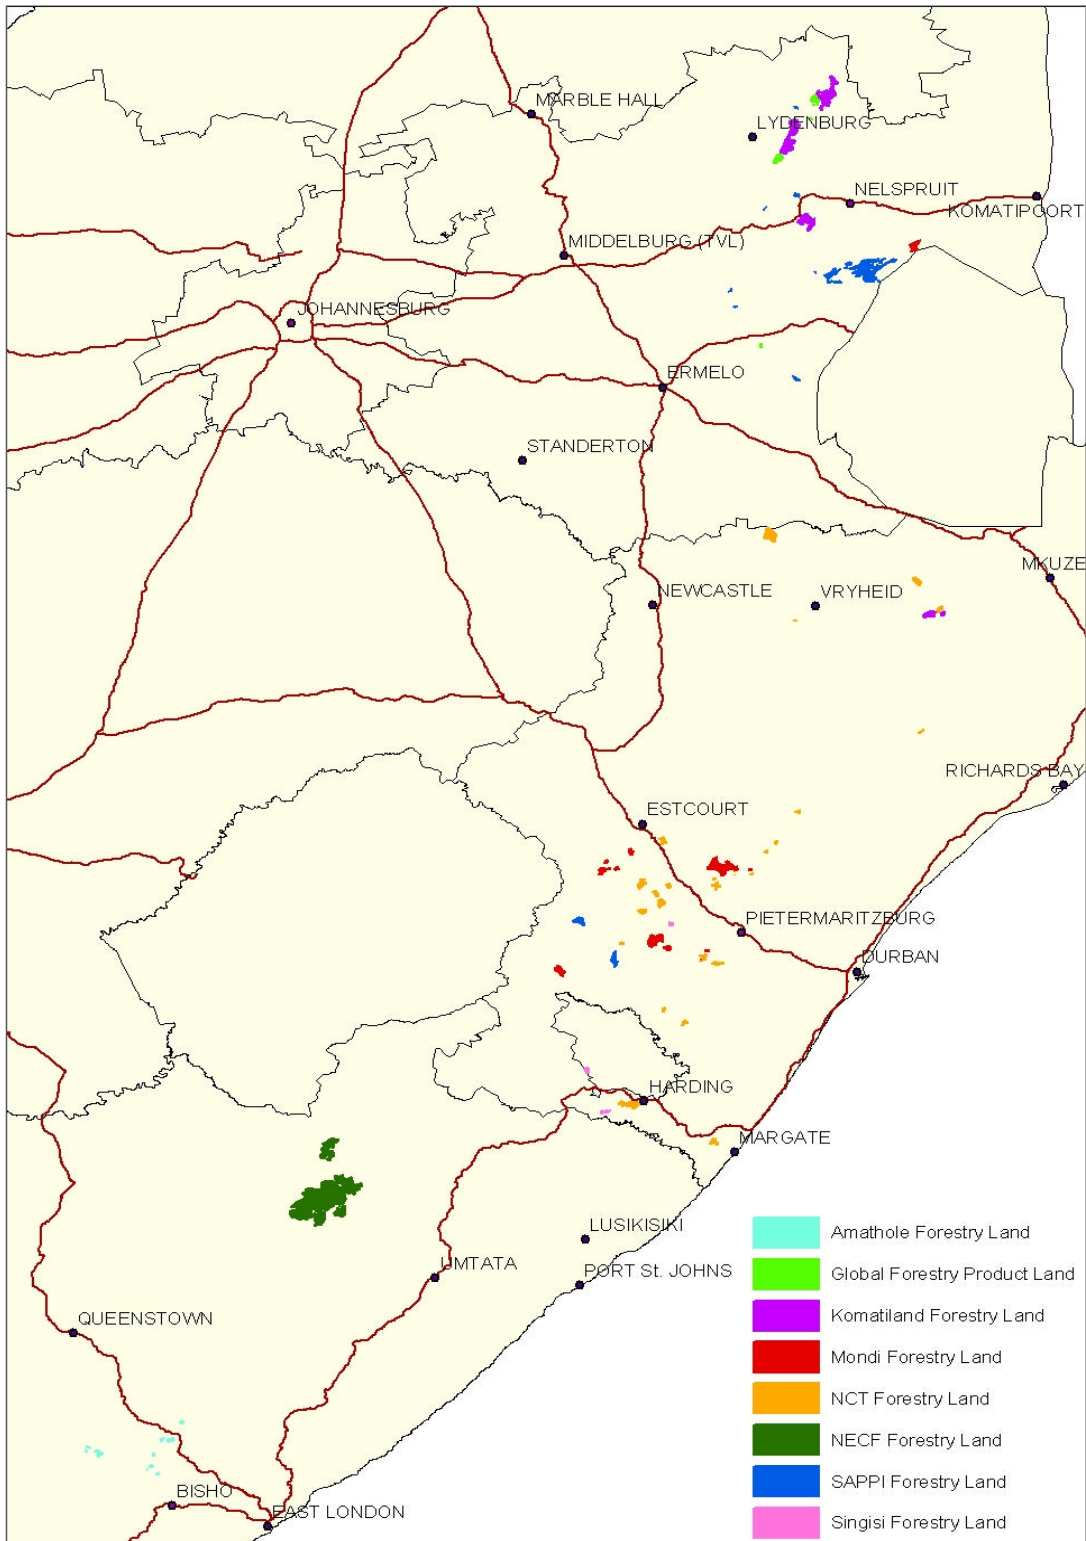 MARBLE HALL
LYDENBURG
NELSPRUIT
KOMATIPOORT
MIDDELBURG (TVL)
JOHANNESBURG
ERMELO
STANDERTON
MKUZE
NEWCASTLE
VRYHEID
RICHARDS BAY
ESTCOURT
PIETERMARITZBURG
DURBAN
HARDING
MARGATE
LUSIKISIKI
UMTATA
PORT St. JOHNS
QUEENSTOWN
BISHO
EAST LONDON
Amathole Forestry Land
Global Forestry Product Land
Komatiland Forestry Land
Mondi Forestry Land
NCT Forestry Land
NECF Forestry Land
SAPPI Forestry Land
Singisi Forestry Land